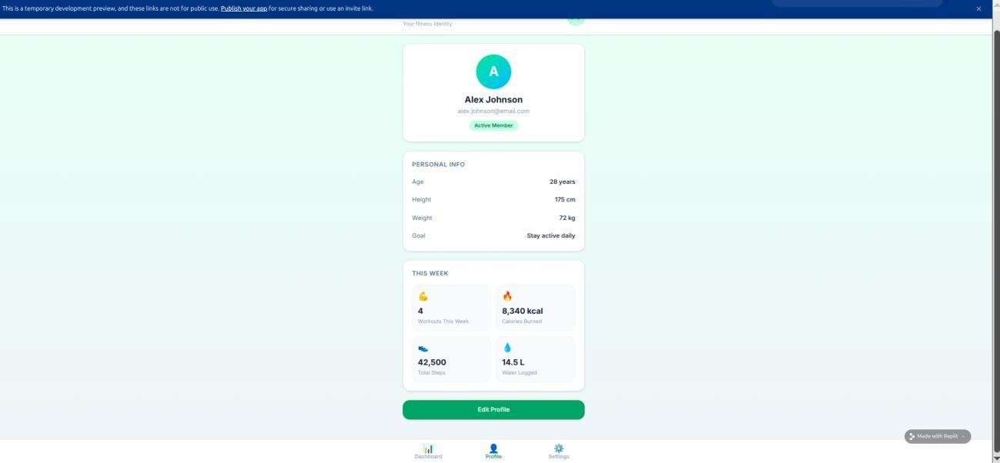 This is a temporary development preview, and these links are not for public use. Publish your app for secure sharing or use an invite link.
Your fitness identity
A
Alex Johnson
alex.johnson@email.com
Active Member
PERSONAL INFO
Age 28 years
Height 175 cm
Weight 72 kg
Goal Stay active daily
THIS WEEK
4
Workouts This Week
8,340 kcal
Calories Burned
42,500
Total Steps
14.5 L
Water Logged
Edit Profile
Made with Replit
Dashboard Profile Settings